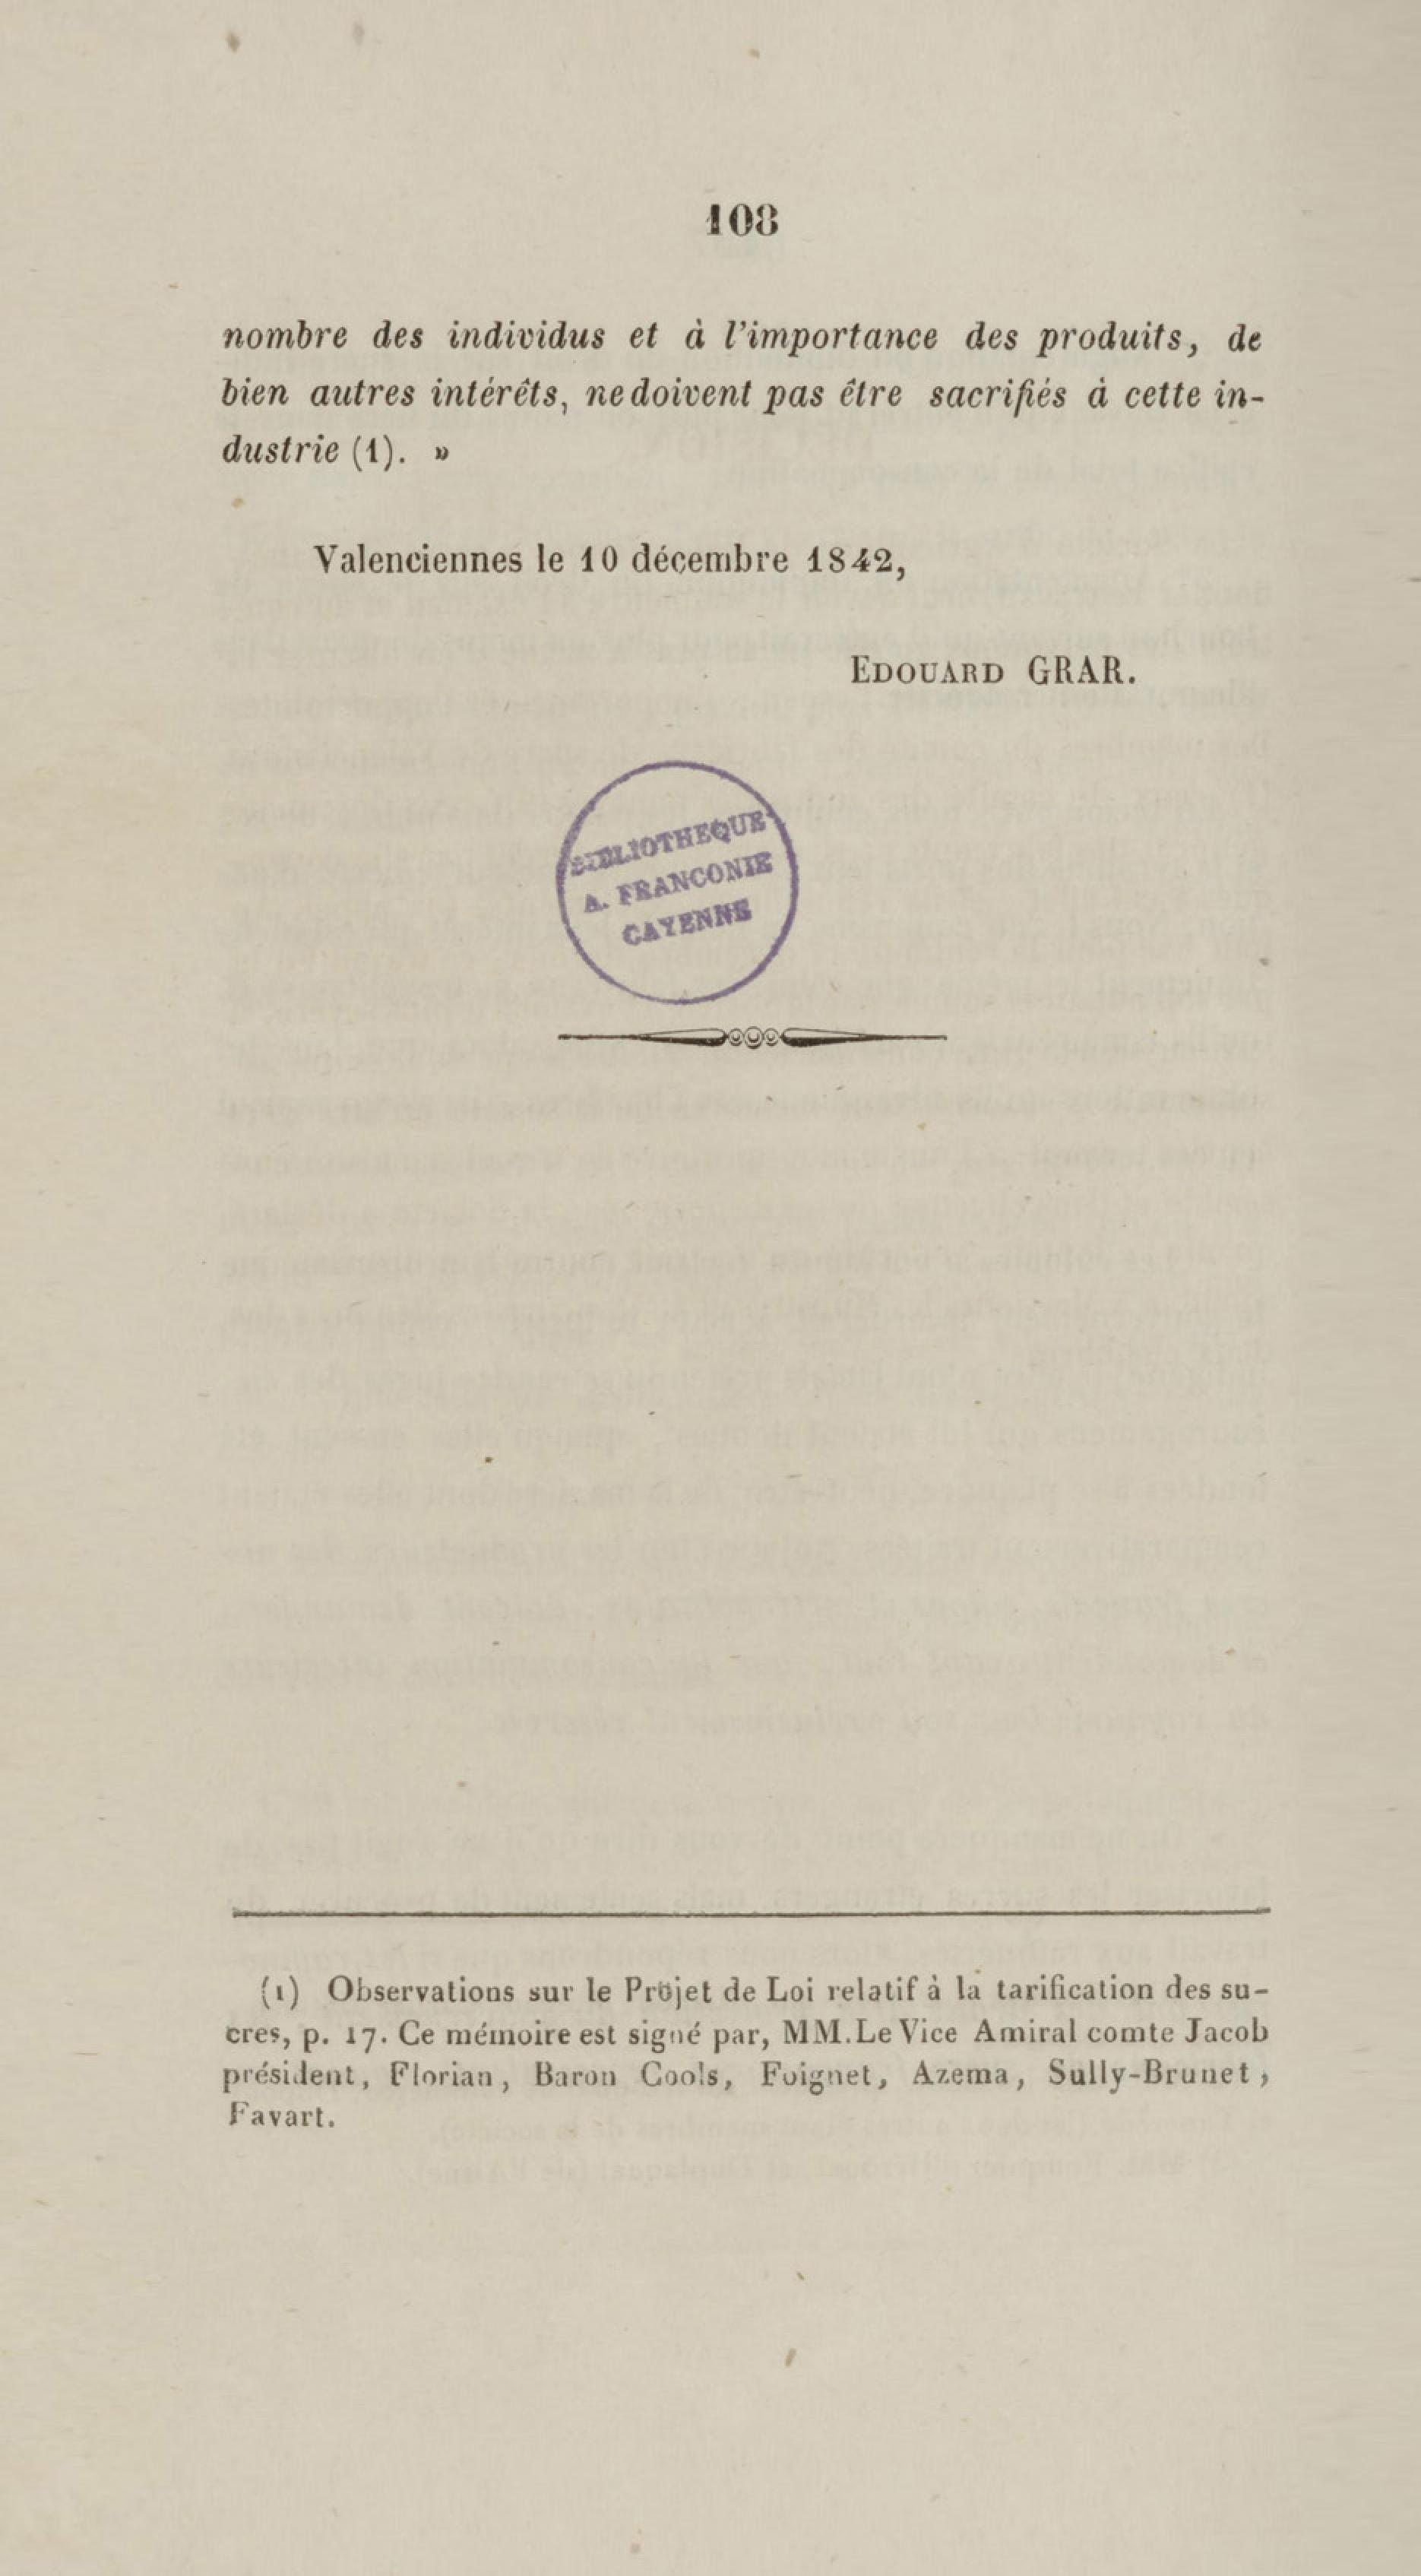 108
nombre des individus et à l'importance des produits, de
bien autres intérêts, ne doivent pas être sacrifiés à cette in-
dustrie (1). »
Valenciennes le 10 décembre 1842,
EDOUARD GRAR.
BIBLIOTHEQUE
A. FRANCONIE
CAYENNE
(1) Observations sur le Projet de Loi relatif à la tarification des su-
cres, p. 17. Ce mémoire est signé par, MM. Le Vice Amiral comte Jacob
président, Florian, Baron Cools, Foignet, Azema, Sully-Brunet,
Favart.